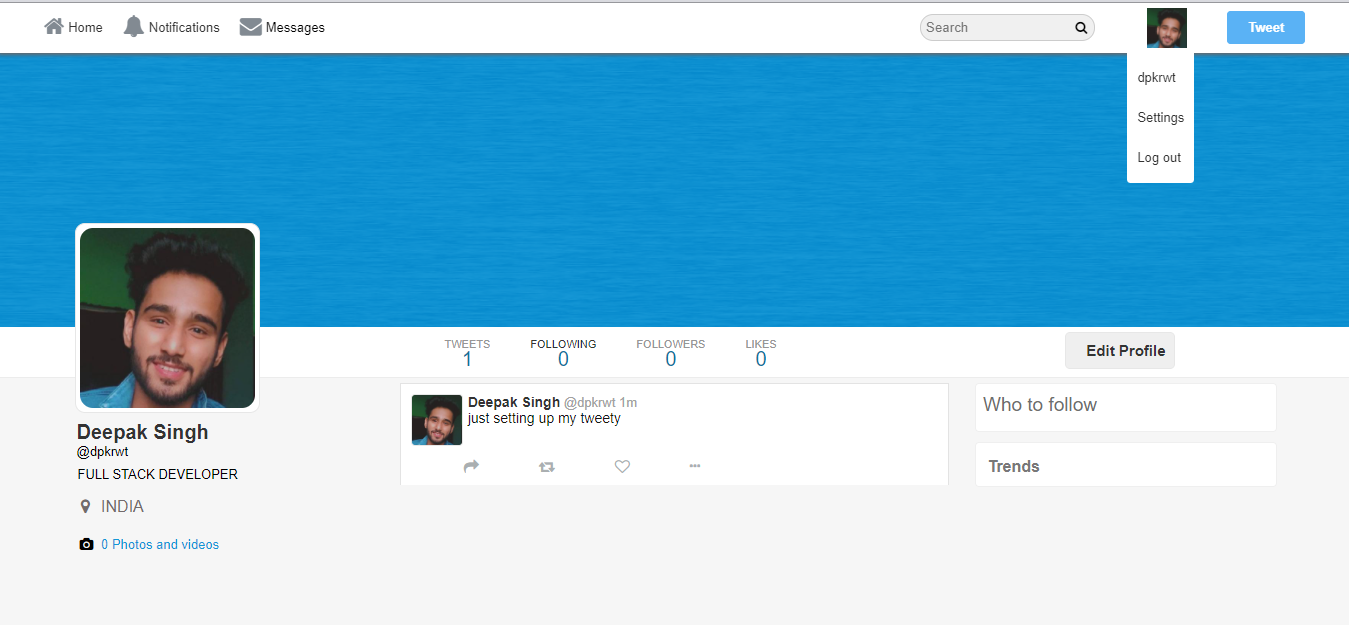 Home Notifications Messages Search Tweet
dpkrwt
Settings
Log out
TWEETS FOLLOWING FOLLOWERS LIKES
1 0 0 0
Edit Profile
Deepak Singh
@dpkrwt
FULL STACK DEVELOPER
INDIA
0 Photos and videos
Deepak Singh @dpkrwt 1m
just setting up my tweety
Who to follow
Trends